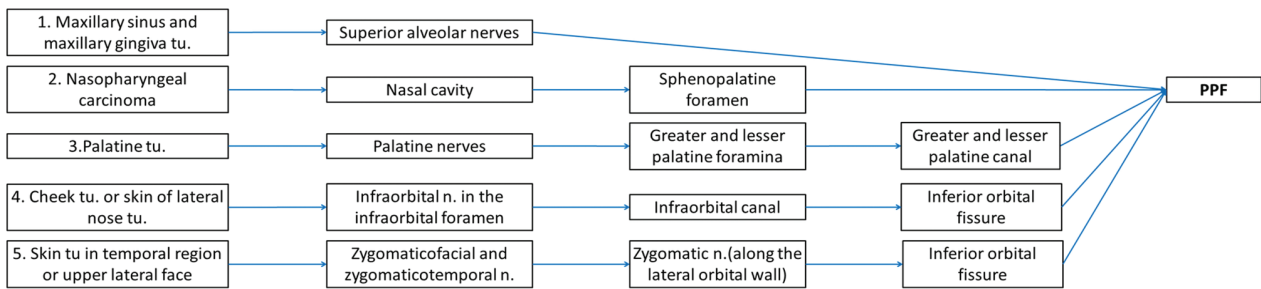 1. Maxillary sinus and
maxillary gingiva tu.
Superior alveolar nerves
2. Nasopharyngeal
carcinoma
Nasal cavity
Sphenopalatine
foramen
PPF
3.Palatine tu.
Palatine nerves
Greater and lesser
palatine foramina
Greater and lesser
palatine canal
4. Cheek tu. or skin of lateral
nose tu.
Infraorbital n. in the
infraorbital foramen
Infraorbital canal
Inferior orbital
fissure
5. Skin tu in temporal region
or upper lateral face
Zygomaticofacial and
zygomaticotemporal n.
Zygomatic n.(along the
lateral orbital wall)
Inferior orbital
fissure